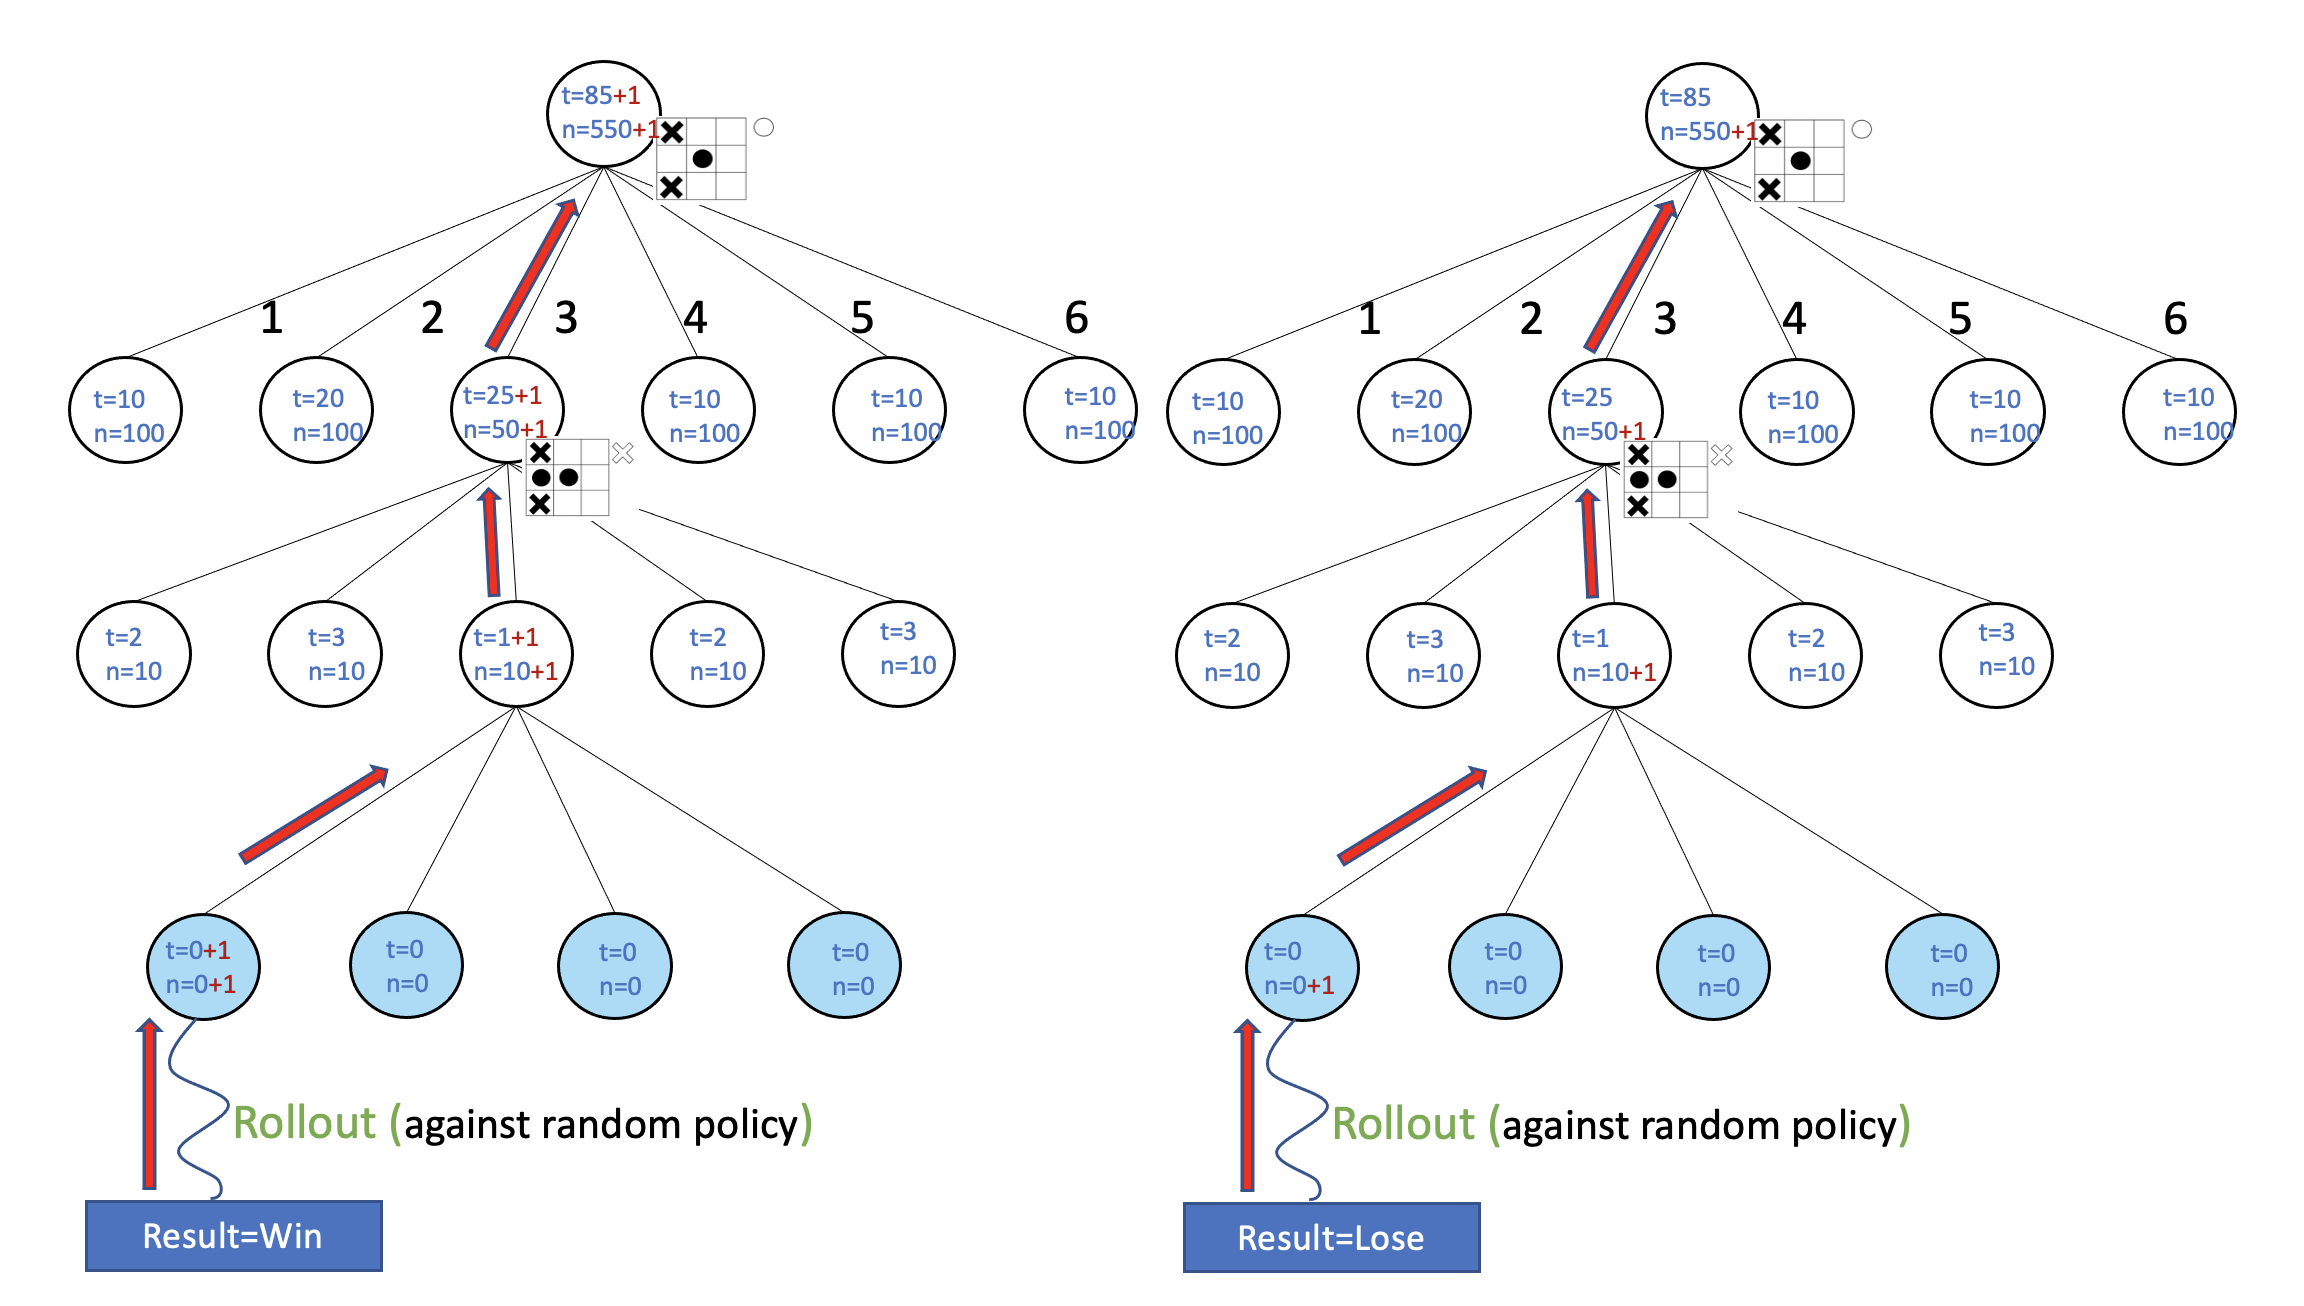 t=85+1
n=550+1
1
2
3
4
5
6
t=10
n=100
t=20
n=100
t=25+1
n=50+1
t=10
n=100
t=10
n=100
t=10
n=100
t=2
n=10
t=3
n=10
t=1+1
n=10+1
t=2
n=10
t=3
n=10
t=0+1
n=0+1
t=0
n=0
t=0
n=0
t=0
n=0
Rollout (against random policy)
Result=Win
t=85
n=550+1
1
2
3
4
5
6
t=10
n=100
t=20
n=100
t=25
n=50+1
t=10
n=100
t=10
n=100
t=10
n=100
t=2
n=10
t=3
n=10
t=1
n=10+1
t=2
n=10
t=3
n=10
t=0
n=0+1
t=0
n=0
t=0
n=0
t=0
n=0
Rollout (against random policy)
Result=Lose